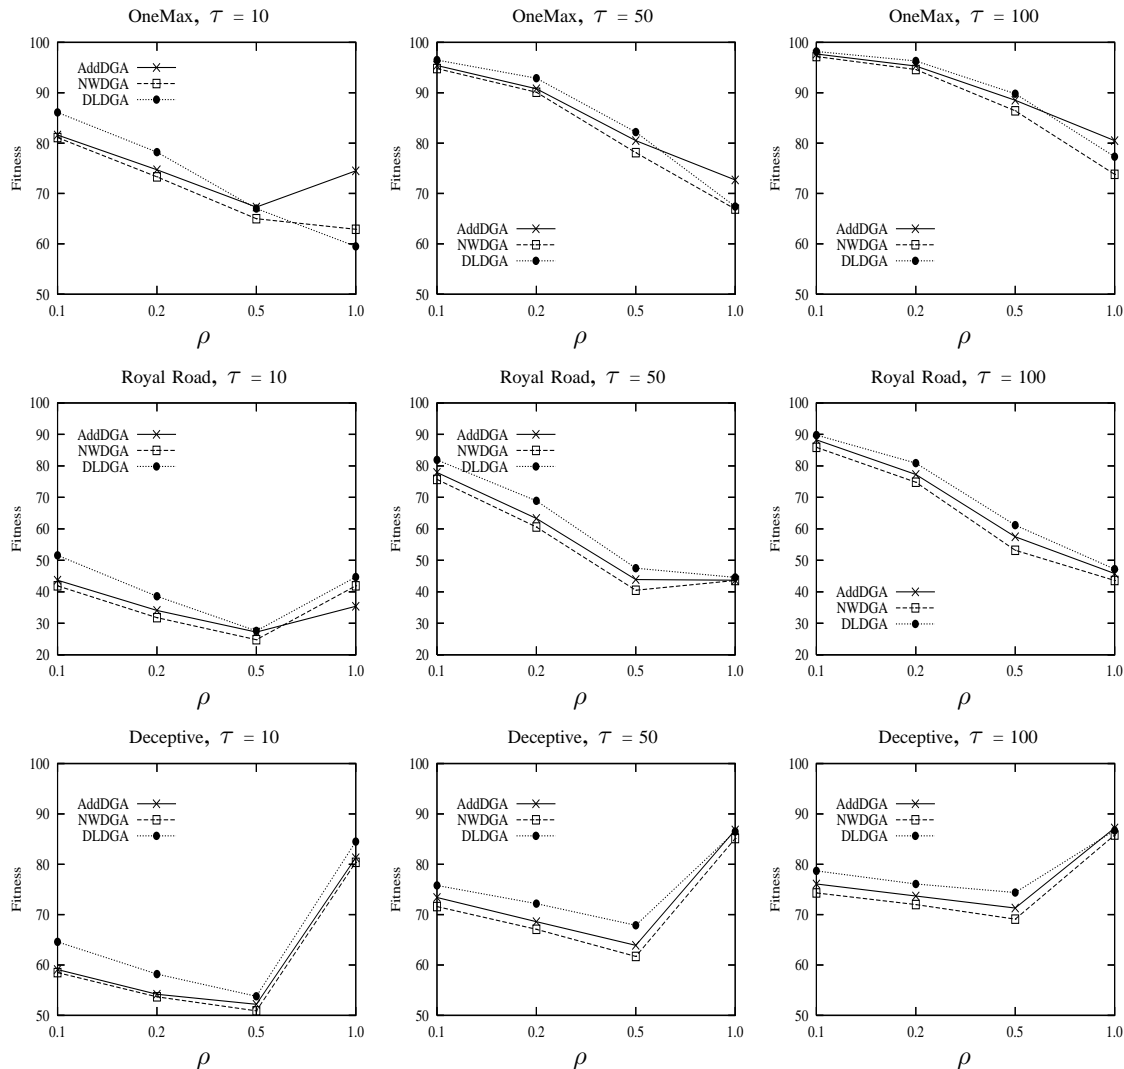 OneMax, τ = 10
100
90
80
70
60
50
Fitness
AddDGA
NWDGA
DLDGA
0.1 0.2 0.5 1.0
ρ
OneMax, τ = 50
100
90
80
70
60
50
Fitness
AddDGA
NWDGA
DLDGA
0.1 0.2 0.5 1.0
ρ
OneMax, τ = 100
100
90
80
70
60
50
Fitness
AddDGA
NWDGA
DLDGA
0.1 0.2 0.5 1.0
ρ
Royal Road, τ = 10
100
90
80
70
60
50
40
30
20
Fitness
AddDGA
NWDGA
DLDGA
0.1 0.2 0.5 1.0
ρ
Royal Road, τ = 50
100
90
80
70
60
50
40
30
20
Fitness
AddDGA
NWDGA
DLDGA
0.1 0.2 0.5 1.0
ρ
Royal Road, τ = 100
100
90
80
70
60
50
40
30
20
Fitness
AddDGA
NWDGA
DLDGA
0.1 0.2 0.5 1.0
ρ
Deceptive, τ = 10
100
90
80
70
60
50
Fitness
AddDGA
NWDGA
DLDGA
0.1 0.2 0.5 1.0
ρ
Deceptive, τ = 50
100
90
80
70
60
50
Fitness
AddDGA
NWDGA
DLDGA
0.1 0.2 0.5 1.0
ρ
Deceptive, τ = 100
100
90
80
70
60
50
Fitness
AddDGA
NWDGA
DLDGA
0.1 0.2 0.5 1.0
ρ